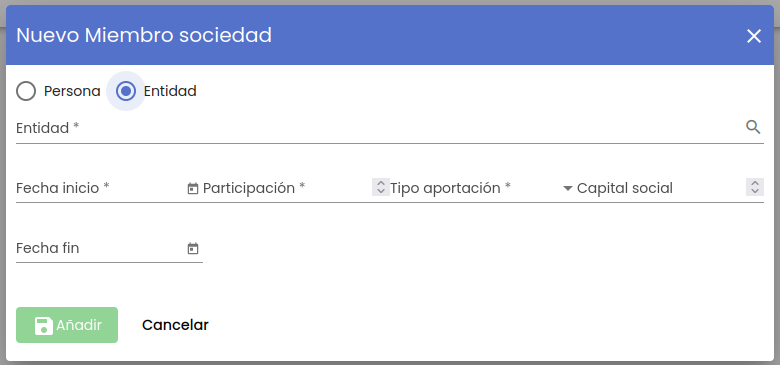 Nuevo Miembro sociedad
Persona Entidad
Entidad *
Fecha inicio * Participación * Tipo aportación * Capital social
Fecha fin
Añadir Cancelar